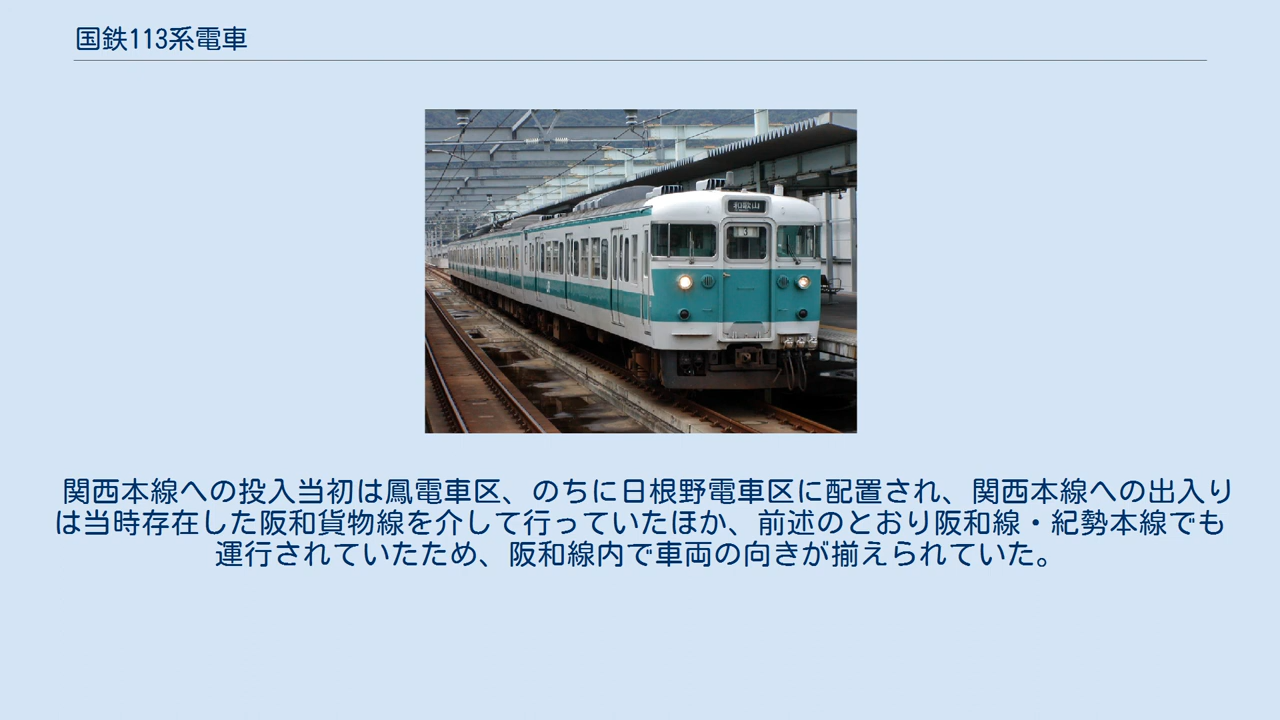 国鉄113系電車
和歌山
3
関西本線への投入当初は鳳電車区、のちに日根野電車区に配置され、関西本線への出入り
は当時存在した阪和貨物線を介して行っていたほか、前述のとおり阪和線・紀勢本線でも
運行されていたため、阪和線内で車両の向きが揃えられていた。